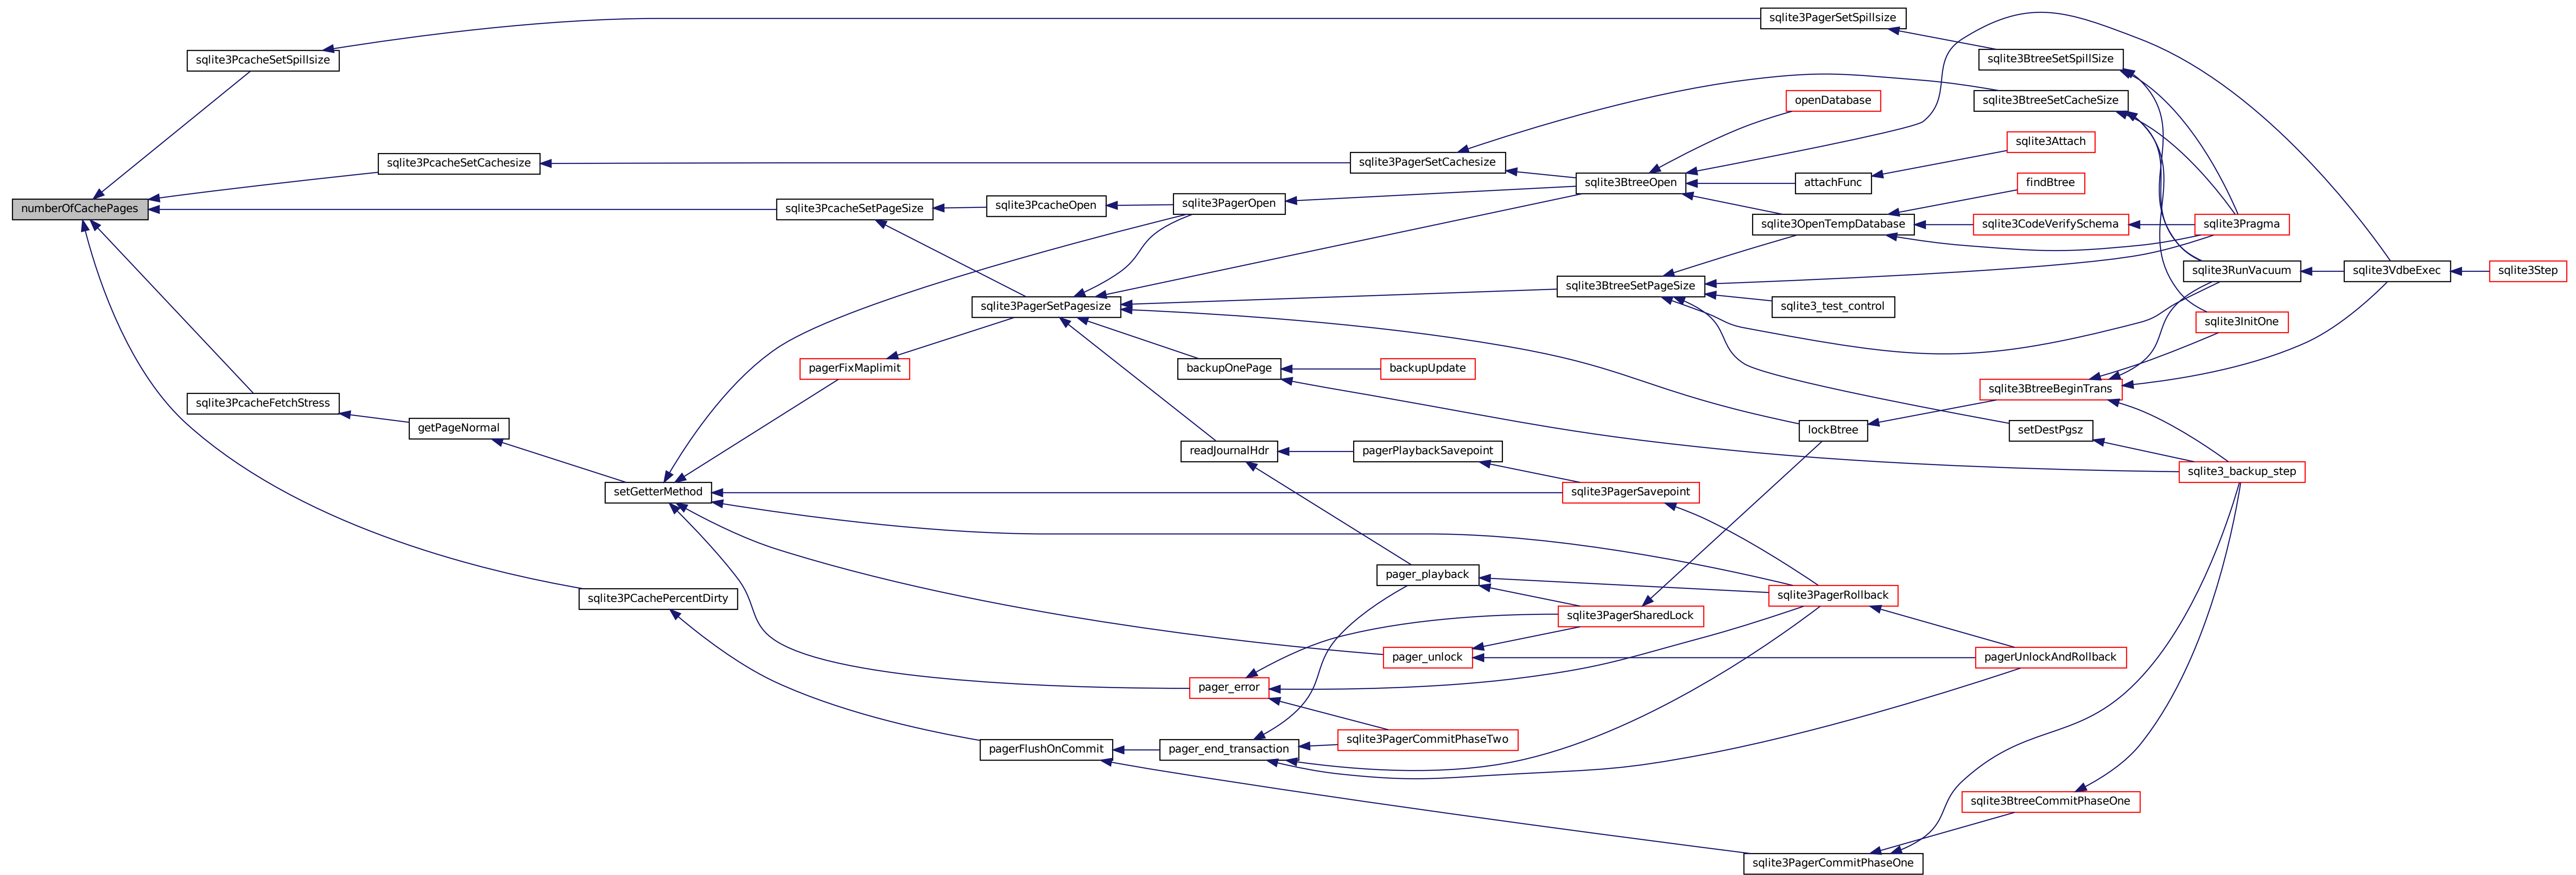 numberOfCachePages
sqlite3PcacheSetSpillsize
sqlite3PcacheSetCachesize
sqlite3PcacheSetPageSize
sqlite3PcacheFetchStress
sqlite3PCachePercentDirty
getPageNormal
setGetterMethod
pagerFixMaplimit
sqlite3PcacheOpen
sqlite3PagerSetPagesize
pagerFlushOnCommit
sqlite3PagerOpen
backupOnePage
readJournalHdr
pager_error
pager_end_transaction
sqlite3PagerSetCachesize
backupUpdate
pagerPlaybackSavepoint
pager_playback
pager_unlock
sqlite3PagerCommitPhaseTwo
sqlite3BtreeOpen
sqlite3BtreeSetPageSize
sqlite3PagerSavepoint
sqlite3PagerSharedLock
sqlite3PagerSetSpillsize
openDatabase
attachFunc
sqlite3OpenTempDatabase
sqlite3_test_control
lockBtree
sqlite3PagerRollback
sqlite3PagerCommitPhaseOne
sqlite3BtreeSetSpillSize
sqlite3BtreeSetCacheSize
sqlite3Attach
findBtree
sqlite3CodeVerifySchema
sqlite3BtreeBeginTrans
setDestPgsz
pagerUnlockAndRollback
sqlite3BtreeCommitPhaseOne
sqlite3Pragma
sqlite3RunVacuum
sqlite3InitOne
sqlite3_backup_step
sqlite3VdbeExec
sqlite3Step